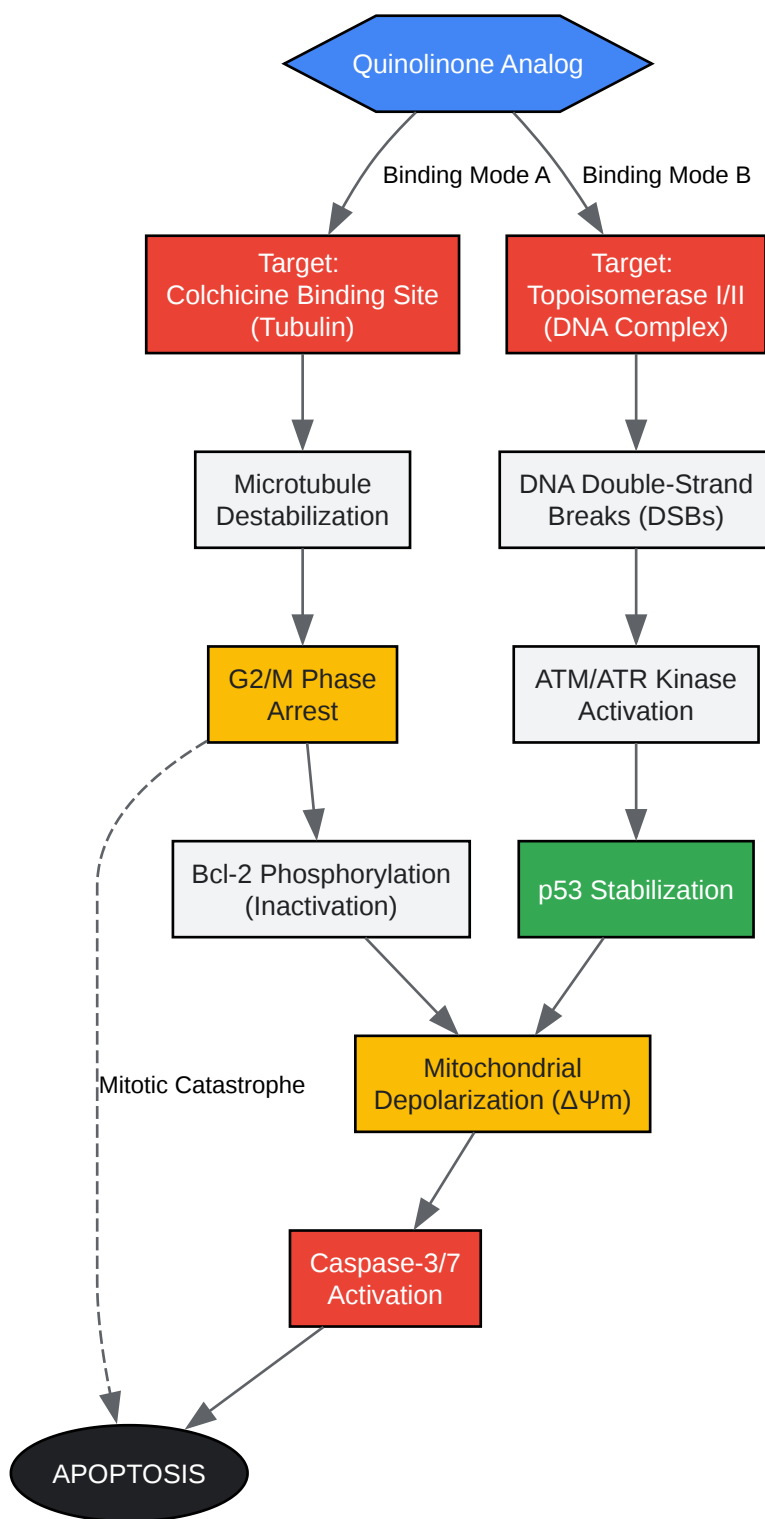 Quinolinone Analog
Binding Mode A
Binding Mode B
Target:
Colchicine Binding Site
(Tubulin)
Target:
Topoisomerase I/II
(DNA Complex)
Microtubule
Destabilization
DNA Double-Strand
Breaks (DSBs)
G2/M Phase
Arrest
ATM/ATR Kinase
Activation
Bcl-2 Phosphorylation
(Inactivation)
p53 Stabilization
Mitochondrial
Depolarization (ΔΨm)
Mitotic Catastrophe
Caspase-3/7
Activation
APOPTOSIS